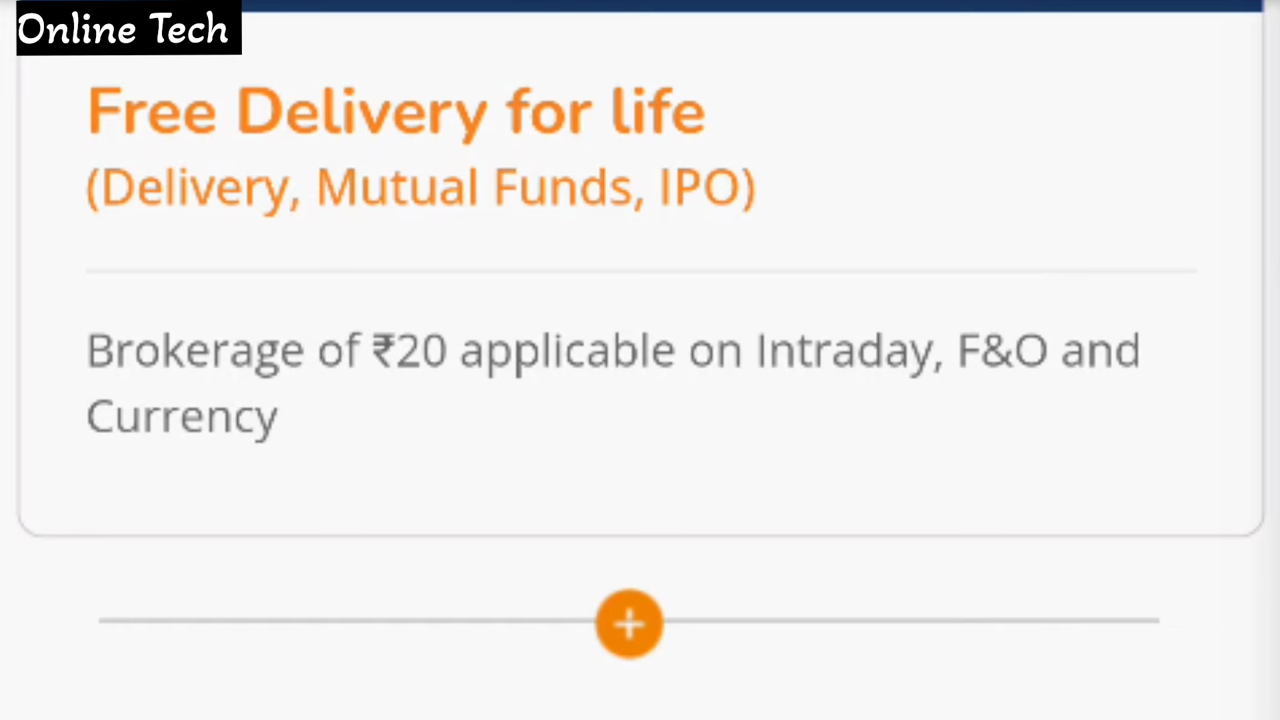 Online Tech
Free Delivery for life
(Delivery, Mutual Funds, IPO)
Brokerage of ₹20 applicable on Intraday, F&O and
Currency
+